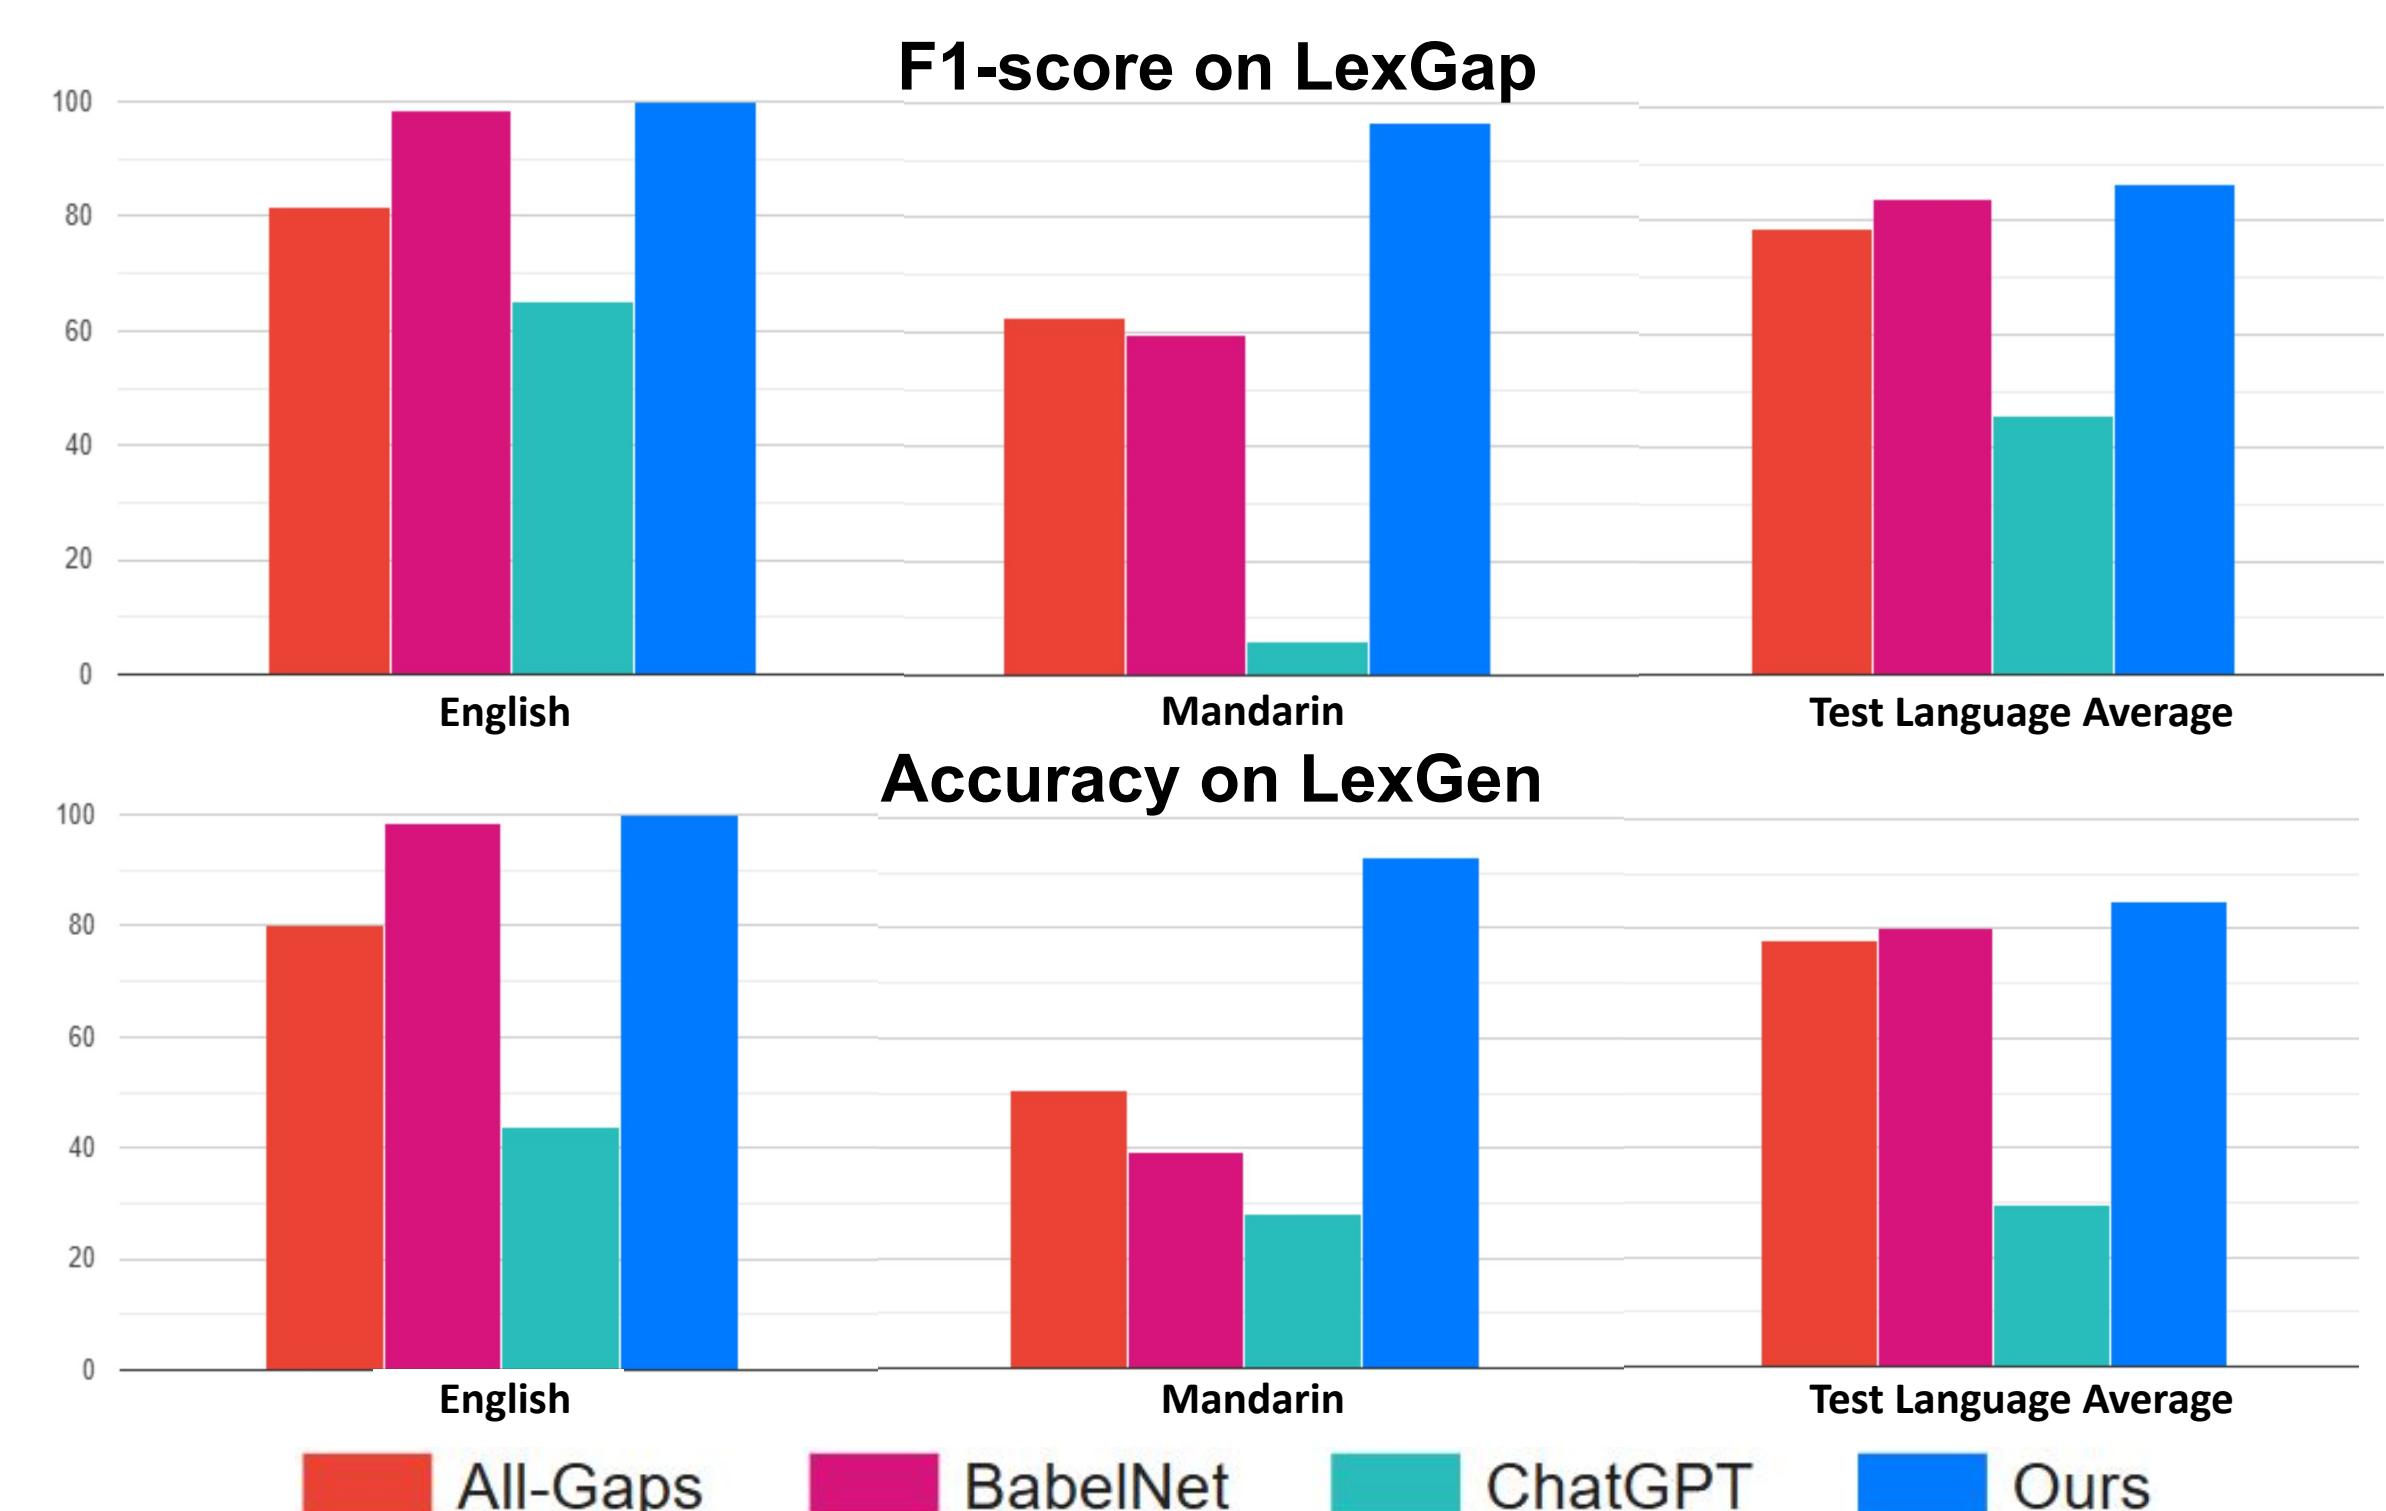 F1-score on LexGap
100
80
60
40
20
0
English Mandarin Test Language Average
Accuracy on LexGen
100
80
60
40
20
0
English Mandarin Test Language Average
All-Gaps BabelNet ChatGPT Ours